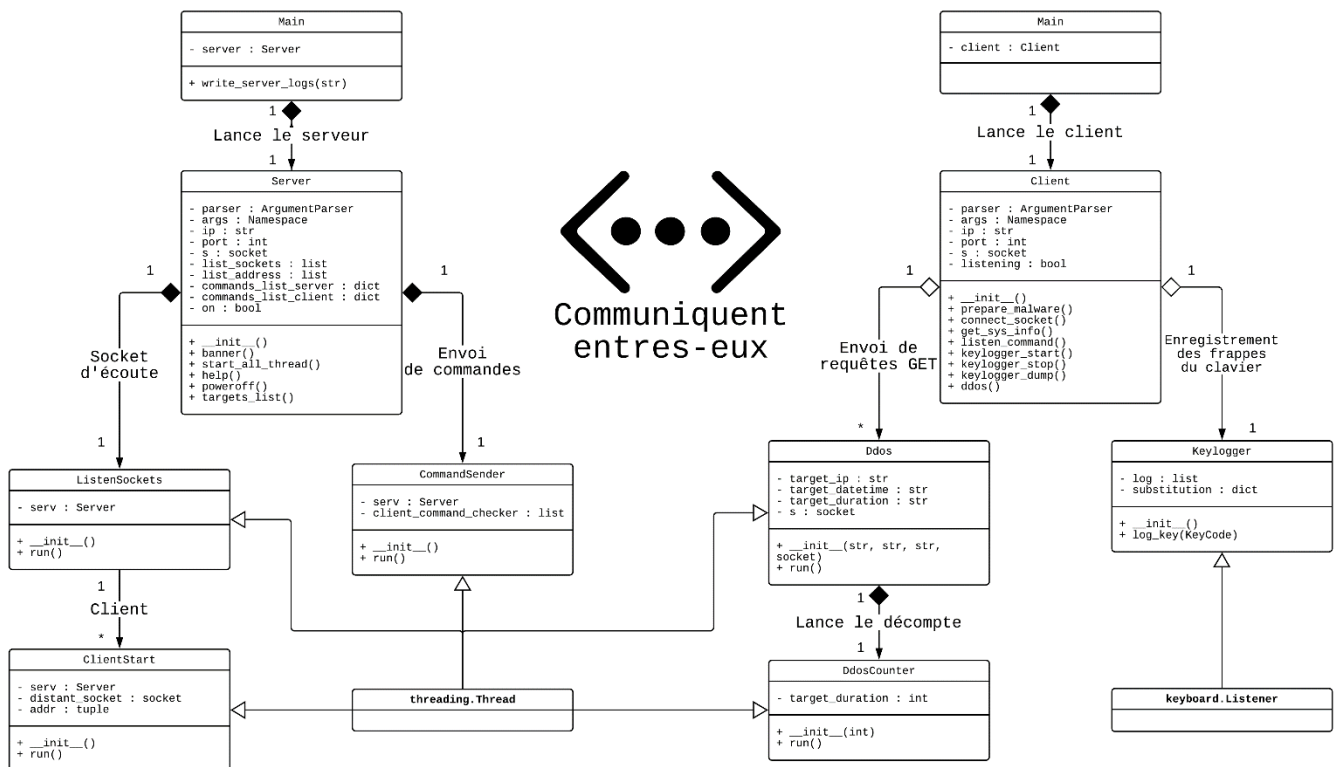 Main
- server : Server
+ write_server_logs(str)
1
Lance le serveur
1
Server
- parser : ArgumentParser
- args : Namespace
- ip : str
- port : int
- s : socket
- list_sockets : list
- list_address : list
- commands_list_server : dict
- commands_list_client : dict
- on : bool
+ __init__()
+ banner()
+ start_all_thread()
+ help()
+ poweroff()
+ targets_list()
1
1
Socket
d'écoute
Envoi
de commandes
1
1
ListenSockets
- serv : Server
+ __init__()
+ run()
CommandSender
- serv : Server
- client_command_checker : list
+ __init__()
+ run()
1
Client
*
ClientStart
- serv : Server
- distant_socket : socket
- addr : tuple
+ __init__()
+ run()
threading.Thread
Communiquent
entres-eux
Main
- client : Client
1
Lance le client
1
Client
- parser : ArgumentParser
- args : Namespace
- ip : str
- port : int
- s : socket
- listening : bool
+ __init__()
+ prepare_malware()
+ connect_socket()
+ get_sys_info()
+ listen_command()
+ keylogger_start()
+ keylogger_stop()
+ keylogger_dump()
+ ddos()
1
1
Envoi de
requêtes GET
Enregistrement
des frappes
du clavier
*
1
Ddos
- target_ip : str
- target_datetime : str
- target_duration : str
- s : socket
+ __init__(str, str, str,
socket)
+ run()
Keylogger
- log : list
- substitution : dict
+ __init__()
+ log_key(KeyCode)
1
Lance le décompte
1
DdosCounter
- target_duration : int
+ __init__(int)
+ run()
keyboard.Listener